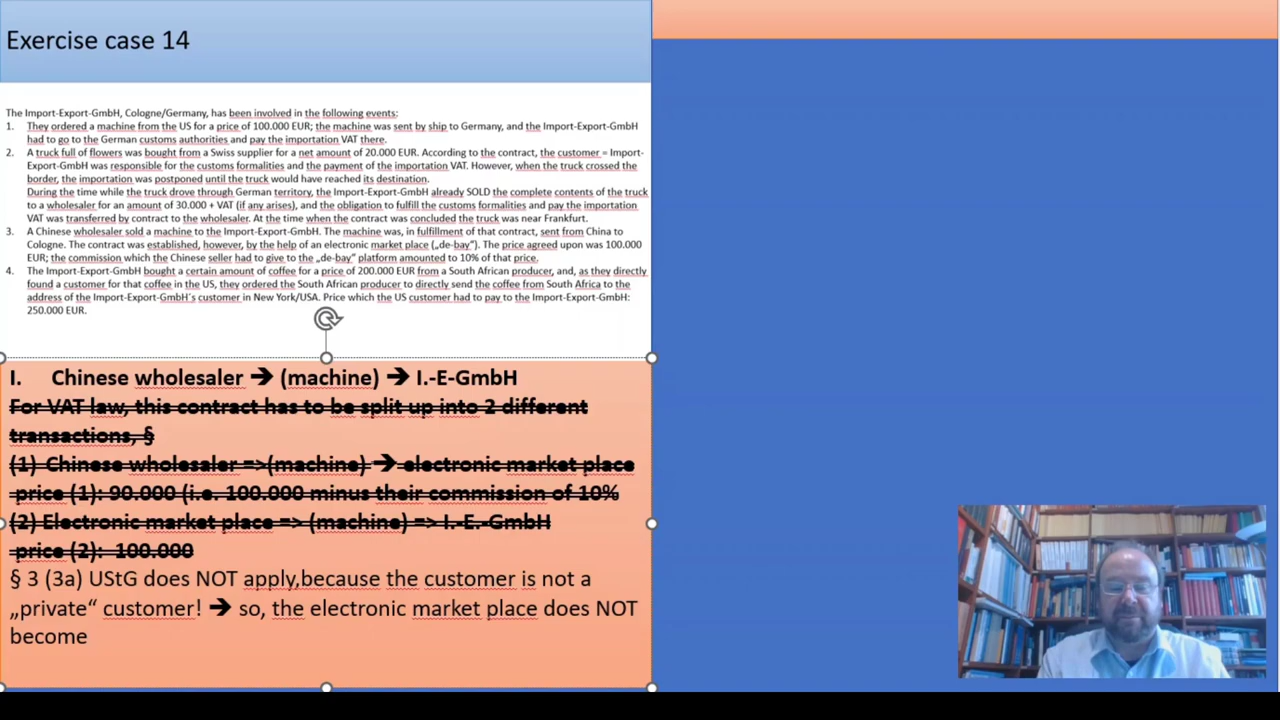 Exercise case 14
The Import-Export-GmbH, Cologne/Germany, has been involved in the following events:
1. They ordered a machine from the US for a price of 100.000 EUR; the machine was sent by ship to Germany, and the Import-Export-GmbH
had to go to the German customs authorities and pay the importation VAT there.
2. A truck full of flowers was bought from a Swiss supplier for a net amount of 20.000 EUR. According to the contract, the customer = Import-
Export-GmbH was responsible for the customs formalities and the payment of the importation VAT. However, when the truck crossed the
border, the importation was postponed until the truck would have reached its destination.
During the time while the truck drove through German territory, the Import-Export-GmbH already SOLD the complete contents of the truck
to a wholesaler for an amount of 30.000 + VAT (if any arises), and the obligation to fulfill the customs formalities and pay the importation
VAT was transferred by contract to the wholesaler. At the time when the contract was concluded the truck was near Frankfurt.
3. A Chinese wholesaler sold a machine to the Import-Export-GmbH. The machine was, in fulfillment of that contract, sent from China to
Cologne. The contract was established, however, by the help of an electronic market place („de-bay“). The price agreed upon was 100.000
EUR; the commission which the Chinese seller had to give to the „de-bay“ platform amounted to 10% of that price.
4. The Import-Export-GmbH bought a certain amount of coffee for a price of 200.000 EUR from a South African producer, and, as they directly
found a customer for that coffee in the US, they ordered the South African producer to directly send the coffee from South Africa to the
address of the Import-Export-GmbH´s customer in New York/USA. Price which the US customer had to pay to the Import-Export-GmbH:
250.000 EUR.
I. Chinese wholesaler ➔ (machine) ➔ I.-E-GmbH
For VAT law, this contract has to be split up into 2 different
transactions, §
(1) Chinese wholesaler =>(machine) ➔ electronic market place
price (1): 90.000 (i.e. 100.000 minus their commission of 10%
(2) Electronic market place => (machine) => I.-E.-GmbH
price (2): 100.000
§ 3 (3a) UStG does NOT apply,because the customer is not a
„private“ customer! ➔ so, the electronic market place does NOT
become